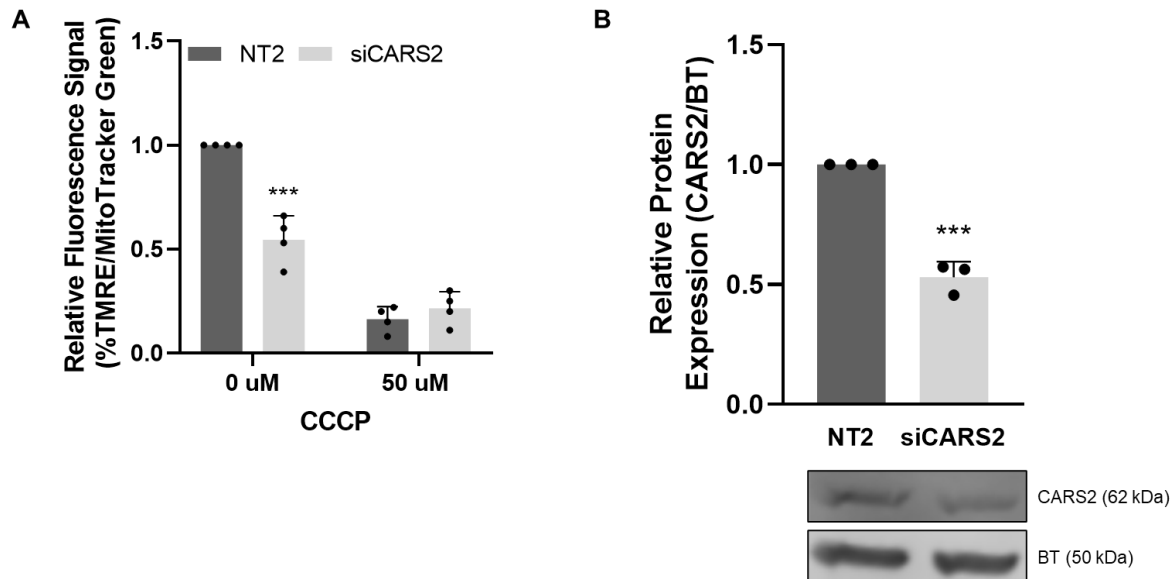 A
Relative Fluorescence Signal
(%TMRE/MitoTracker Green)
1.5
1.0
0.5
0.0
NT2 siCARS2
***
0 uM 50 uM
CCCP
B
Relative Protein
Expression (CARS2/BT)
1.5
1.0
0.5
0.0
***
NT2 siCARS2
CARS2 (62 kDa)
BT (50 kDa)